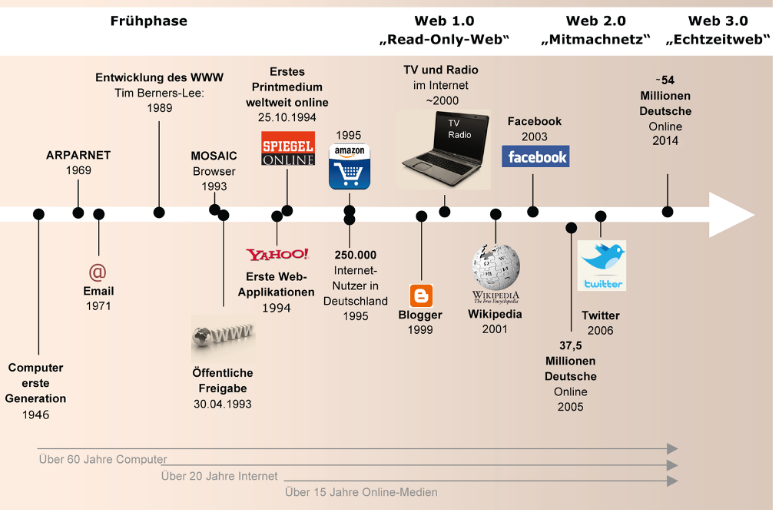 Frühphase
Web 1.0
„Read-Only-Web“
Web 2.0
„Mitmachnetz“
Web 3.0
„Echtzeitweb“
Entwicklung des WWW
Tim Berners-Lee:
1989
Erstes
Printmedium
weltweit online
25.10.1994
SPIEGEL
ONLINE
TV und Radio
im Internet
~2000
TV
Radio
~54
Millionen
Deutsche
Online
2014
ARPARNET
1969
MOSAIC
Browser
1993
1995
amazon
Facebook
2003
facebook
@
Email
1971
YAHOO!
Erste Web-
Applikationen
1994
250.000
Internet-
Nutzer in
Deutschland
1995
Blogger
1999
WIKIPEDIA
The Free Encyclopedia
Wikipedia
2001
twitter
Twitter
2006
www
Öffentliche
Freigabe
30.04.1993
37,5
Millionen
Deutsche
Online
2005
Computer
erste
Generation
1946
Über 60 Jahre Computer
Über 20 Jahre Internet
Über 15 Jahre Online-Medien